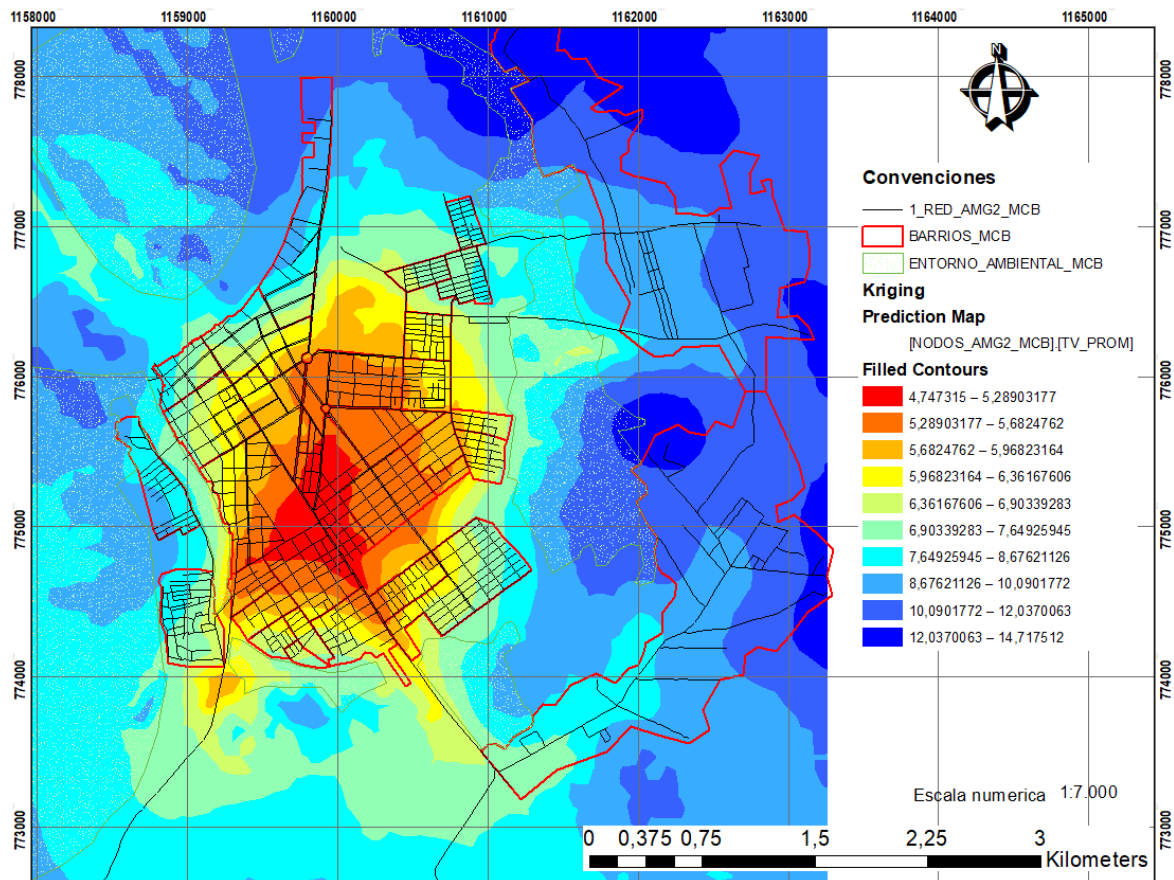 1158000 1159000 1160000 1161000 1162000 1163000 1164000 1165000
778000 778000
777000 777000
776000 776000
775000 775000
774000 774000
773000 773000
N
Convenciones
1_RED_AMG2_MCB
BARRIOS_MCB
ENTORNO_AMBIENTAL_MCB
Kriging
Prediction Map
[NODOS_AMG2_MCB].[TV_PROM]
Filled Contours
4,747315 – 5,28903177
5,28903177 – 5,6824762
5,6824762 – 5,96823164
5,96823164 – 6,36167606
6,36167606 – 6,90339283
6,90339283 – 7,64925945
7,64925945 – 8,67621126
8,67621126 – 10,0901772
10,0901772 – 12,0370063
12,0370063 – 14,717512
Escala numerica 1:7.000
0 0,375 0,75 1,5 2,25 3
Kilometers